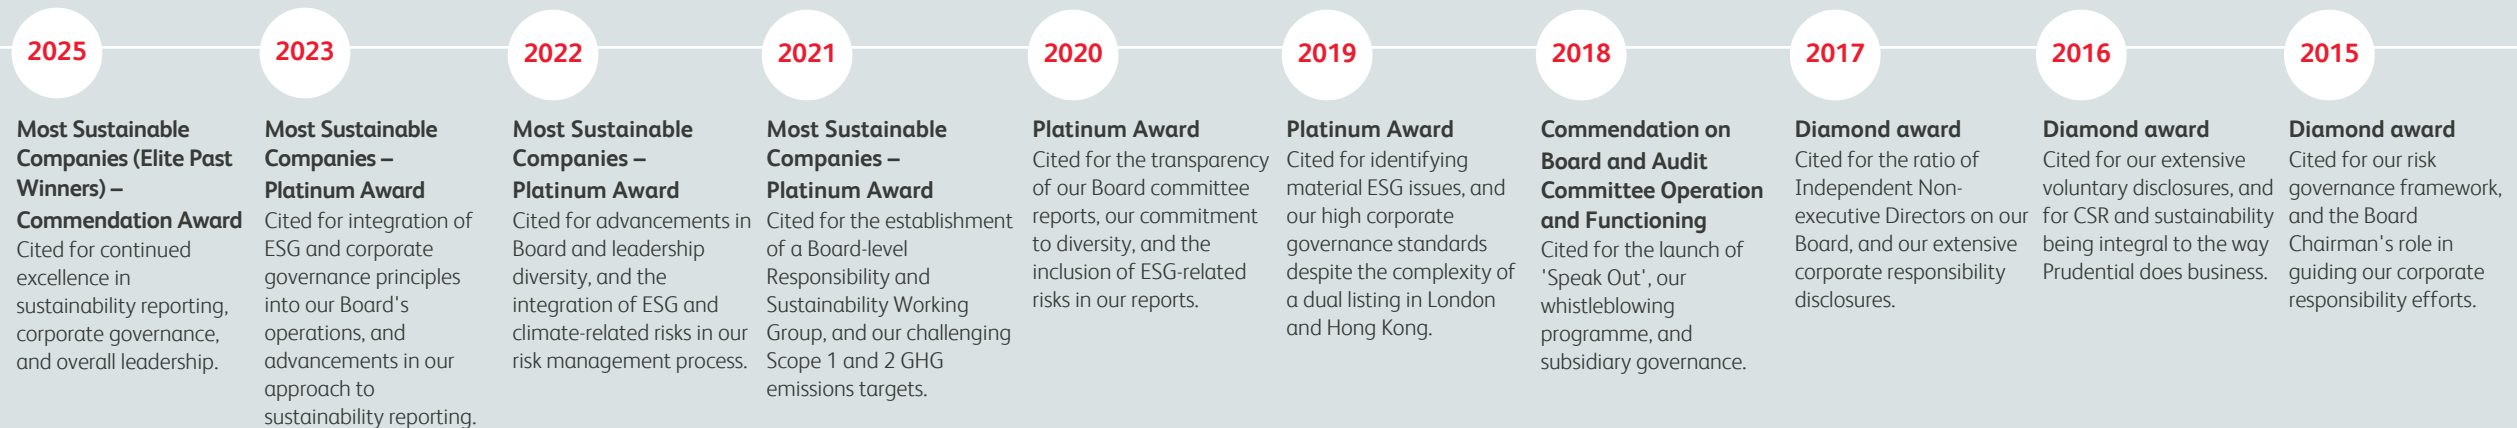 2025
Most Sustainable
Companies (Elite Past
Winners) –
Commendation Award
Cited for continued
excellence in
sustainability reporting,
corporate governance,
and overall leadership.
2023
Most Sustainable
Companies –
Platinum Award
Cited for integration of
ESG and corporate
governance principles
into our Board's
operations, and
advancements in our
approach to
sustainability reporting.
2022
Most Sustainable
Companies –
Platinum Award
Cited for advancements in
Board and leadership
diversity, and the
integration of ESG and
climate-related risks in our
risk management process.
2021
Most Sustainable
Companies –
Platinum Award
Cited for the establishment
of a Board-level
Responsibility and
Sustainability Working
Group, and our challenging
Scope 1 and 2 GHG
emissions targets.
2020
Platinum Award
Cited for the transparency
of our Board committee
reports, our commitment
to diversity, and the
inclusion of ESG-related
risks in our reports.
2019
Platinum Award
Cited for identifying
material ESG issues, and
our high corporate
governance standards
despite the complexity of
a dual listing in London
and Hong Kong.
2018
Commendation on
Board and Audit
Committee Operation
and Functioning
Cited for the launch of
'Speak Out', our
whistleblowing
programme, and
subsidiary governance.
2017
Diamond award
Cited for the ratio of
Independent Non-
executive Directors on our
Board, and our extensive
corporate responsibility
disclosures.
2016
Diamond award
Cited for our extensive
voluntary disclosures, and
for CSR and sustainability
being integral to the way
Prudential does business.
2015
Diamond award
Cited for our risk
governance framework,
and the Board
Chairman's role in
guiding our corporate
responsibility efforts.